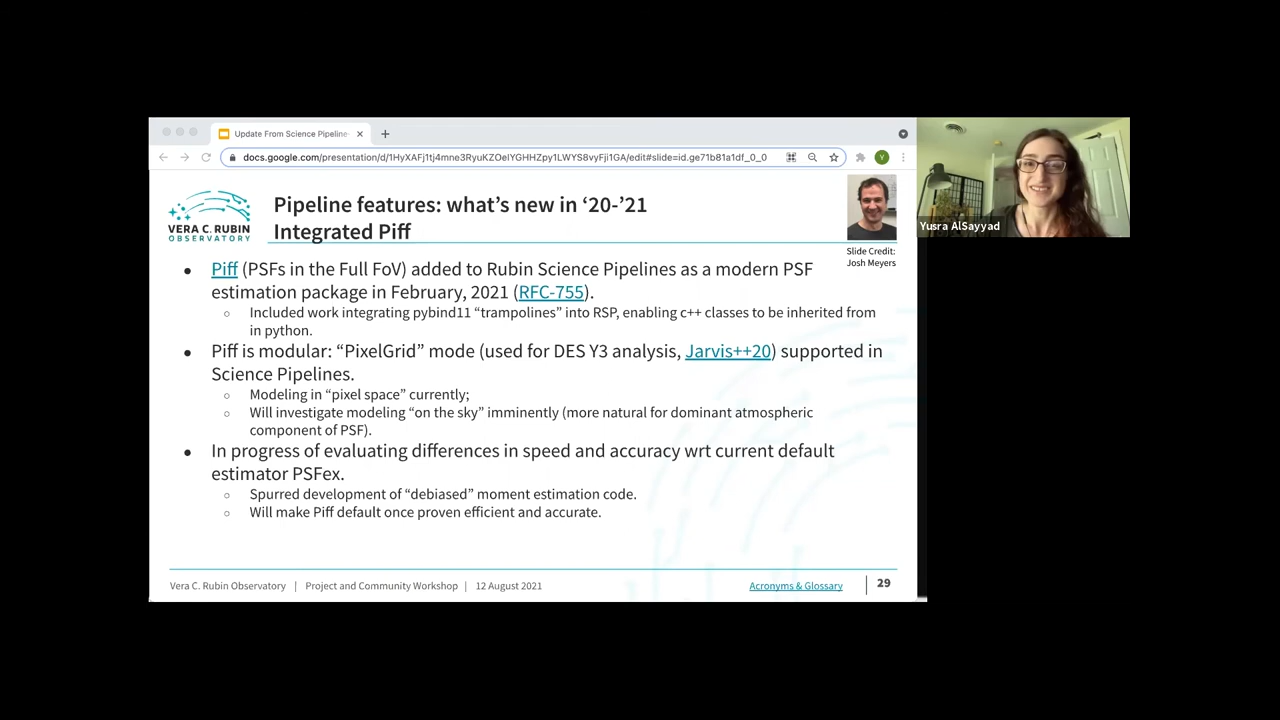 Update From Science Pipeline
docs.google.com/presentation/d/1HyXAFj1tj4mne3RyuKZOeIYGHHZpy1LWYS8vyFji1GA/edit#slide=id.ge71b81a1df_0_0
Y
VERA C. RUBIN
OBSERVATORY
Pipeline features: what's new in '20-'21
Integrated Piff
Slide Credit:
Josh Meyers
Yusra AlSayyad
● Piff (PSFs in the Full FoV) added to Rubin Science Pipelines as a modern PSF
estimation package in February, 2021 (RFC-755).
○ Included work integrating pybind11 “trampolines” into RSP, enabling c++ classes to be inherited from
in python.
● Piff is modular: “PixelGrid” mode (used for DES Y3 analysis, Jarvis++20) supported in
Science Pipelines.
○ Modeling in “pixel space” currently;
○ Will investigate modeling “on the sky” imminently (more natural for dominant atmospheric
component of PSF).
● In progress of evaluating differences in speed and accuracy wrt current default
estimator PSFex.
○ Spurred development of “debiased” moment estimation code.
○ Will make Piff default once proven efficient and accurate.
Vera C. Rubin Observatory | Project and Community Workshop | 12 August 2021
Acronyms & Glossary
29